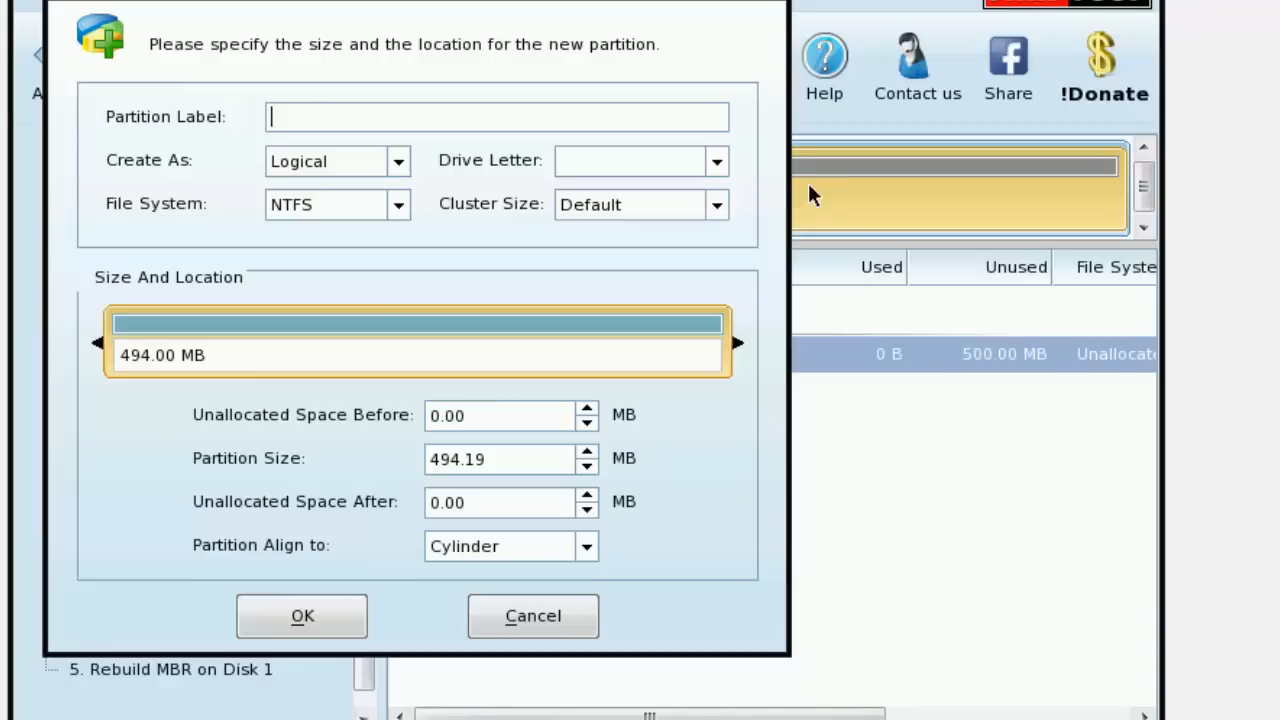 Please specify the size and the location for the new partition.
Help
Contact us
Share
!Donate
A
Partition Label:
Create As: Logical Drive Letter:
File System: NTFS Cluster Size: Default
Size And Location
494.00 MB
Unallocated Space Before: 0.00 MB
Partition Size: 494.19 MB
Unallocated Space After: 0.00 MB
Partition Align to: Cylinder
OK Cancel
Used Unused File Syste
0 B 500.00 MB Unallocate
5. Rebuild MBR on Disk 1